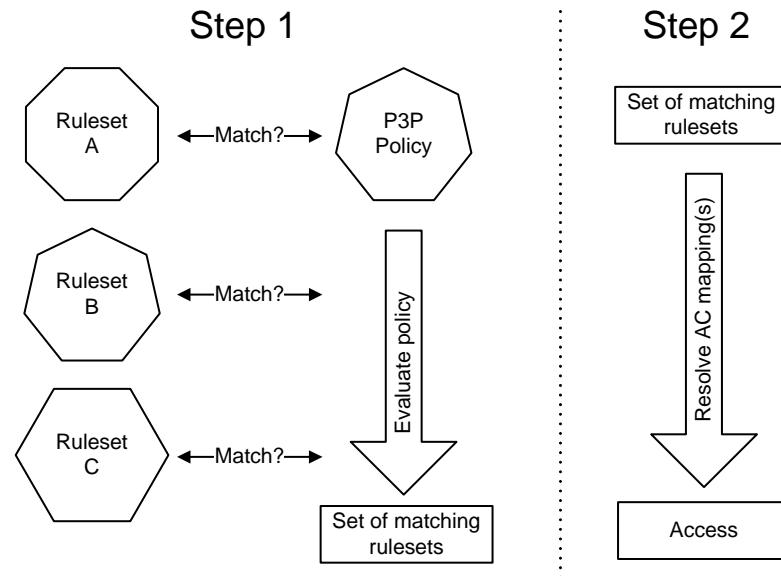 Step 1
Ruleset
A
Match?
P3P
Policy
Ruleset
B
Match?
Evaluate policy
Ruleset
C
Match?
Set of matching
rulesets
Step 2
Set of matching
rulesets
Resolve AC mapping(s)
Access